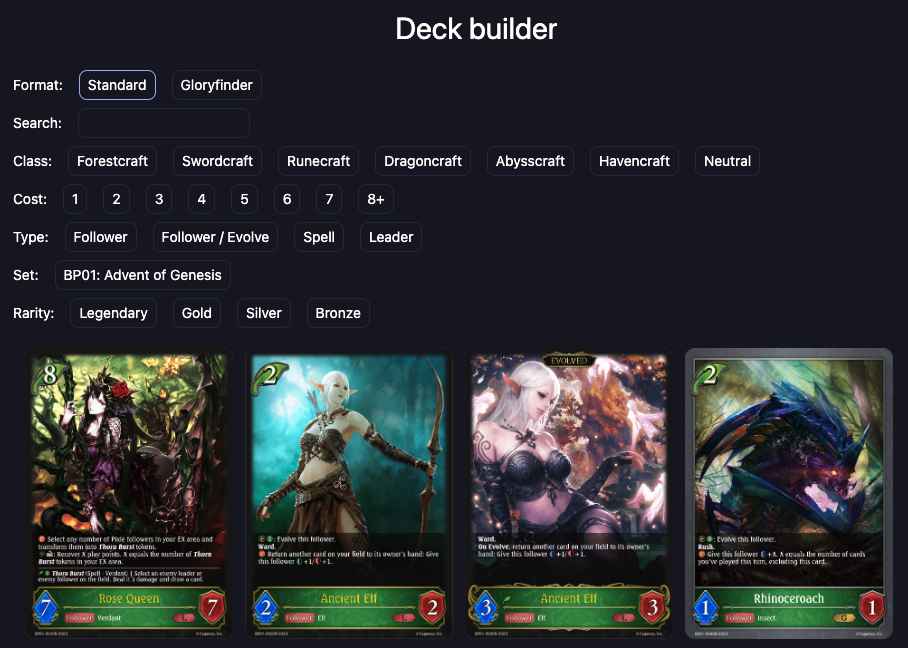 Deck builder
Format: Standard Gloryfinder
Search:
Class: Forestcraft Swordcraft Runecraft Dragoncraft Abysscraft Havencraft Neutral
Cost: 1 2 3 4 5 6 7 8+
Type: Follower Follower / Evolve Spell Leader
Set: BP01: Advent of Genesis
Rarity: Legendary Gold Silver Bronze
8
Select any number of Pixie followers in your EX area and
transform them into Thorn Burst tokens.
: Recover X play points. X equals the number of Thorn
Burst tokens in your EX area.
Thorn Burst (Spell · Verdant) | Select an enemy leader or
enemy follower on the field. Deal it 3 damage and draw a card.
7 Rose Queen 7
Follower Verdant L
2
: Evolve this follower.
Ward.
Return another card on your field to its owner's hand: Give
this follower +1/+1.
2 Ancient Elf 2
Follower Elf L
EVOLVED
Ward.
On Evolve, return another card on your field to its owner's
hand: Give this follower +1/+1.
3 Ancient Elf 3
Follower Elf L
2
: Evolve this follower.
Rush.
Give this follower +X. X equals the number of cards
you've played this turn, excluding this card.
1 Rhinoceroach 1
Follower Insect G